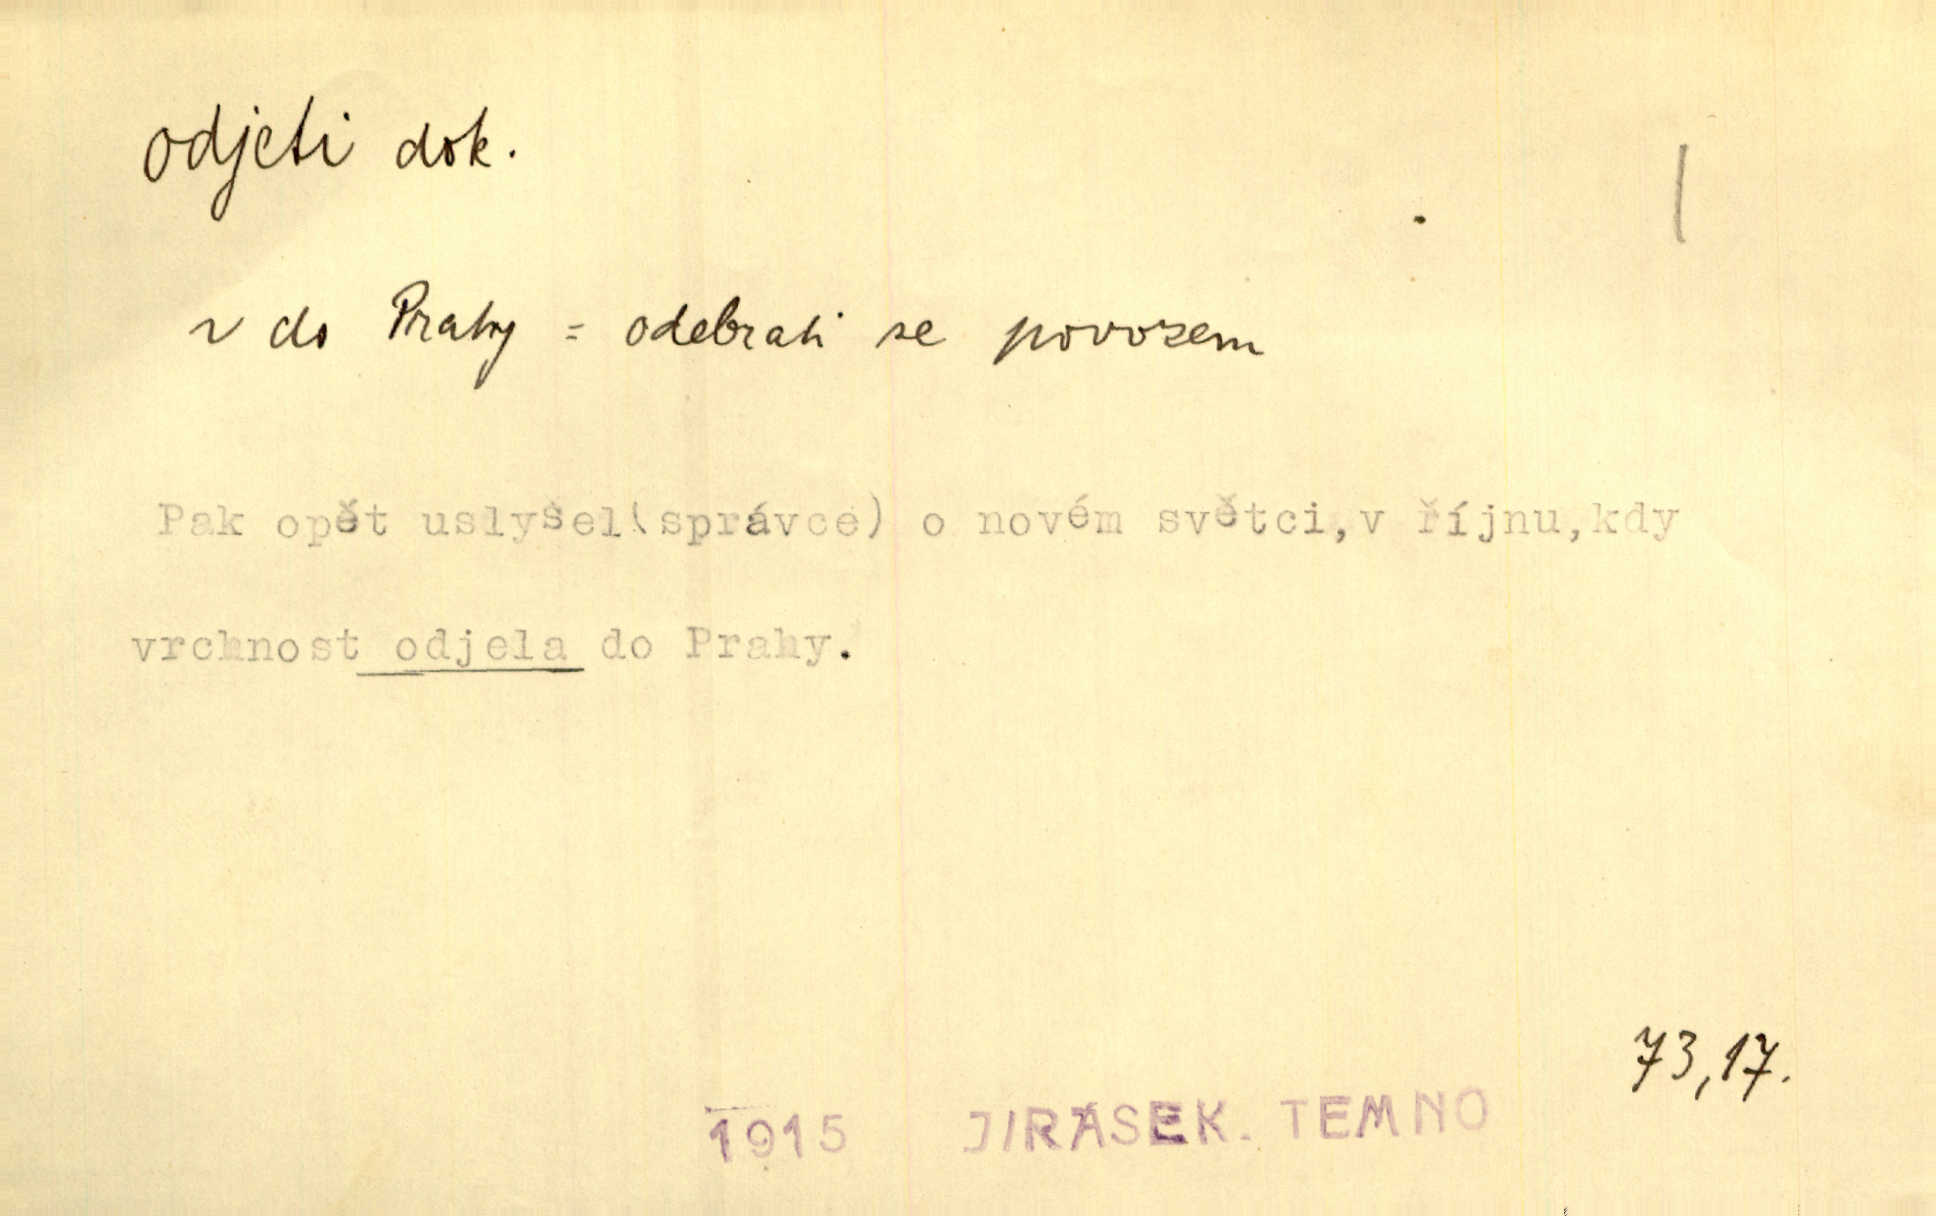 odjeti dok.
~ do Prahy = odebrati se povozem
Pak opět uslyšel(správce) o novém světci,v říjnu,kdy
vrchnost odjela do Prahy.
73,17.
1915 JIRÁSEK. TEMNO